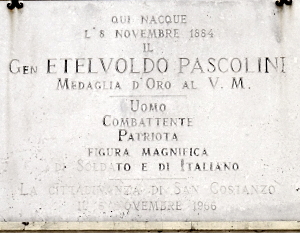 QUI NACQUE
L'8 NOVEMBRE 1884
IL
GEN ETELVOLDO PASCOLINI
MEDAGLIA D'ORO AL V. M.
UOMO
COMBATTENTE
PATRIOTA
FIGURA MAGNIFICA
DI SOLDATO E DI ITALIANO
LA CITTADINANZA DI SAN COSTANZO
NOVEMBRE 1966